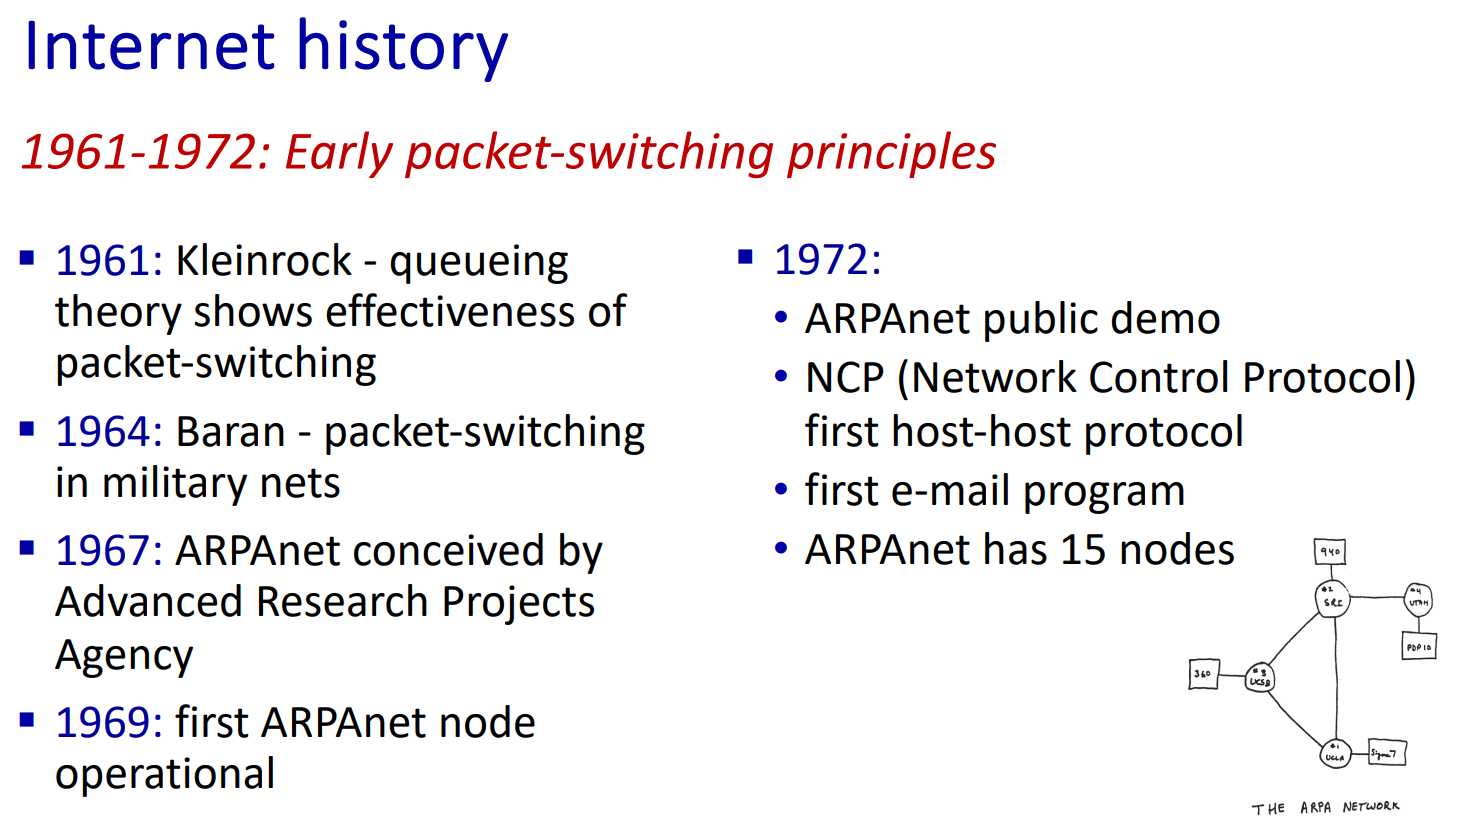 Internet history
1961-1972: Early packet-switching principles
1961: Kleinrock - queueing
theory shows effectiveness of
packet-switching
1964: Baran - packet-switching
in military nets
1967: ARPAnet conceived by
Advanced Research Projects
Agency
1969: first ARPAnet node
operational
1972:
ARPAnet public demo
NCP (Network Control Protocol)
first host-host protocol
first e-mail program
ARPAnet has 15 nodes
940
#2
SRI
#4
UTAH
PDP 10
360
#3
UCSB
#1
UCLA
Sigma 7
THE ARPA NETWORK